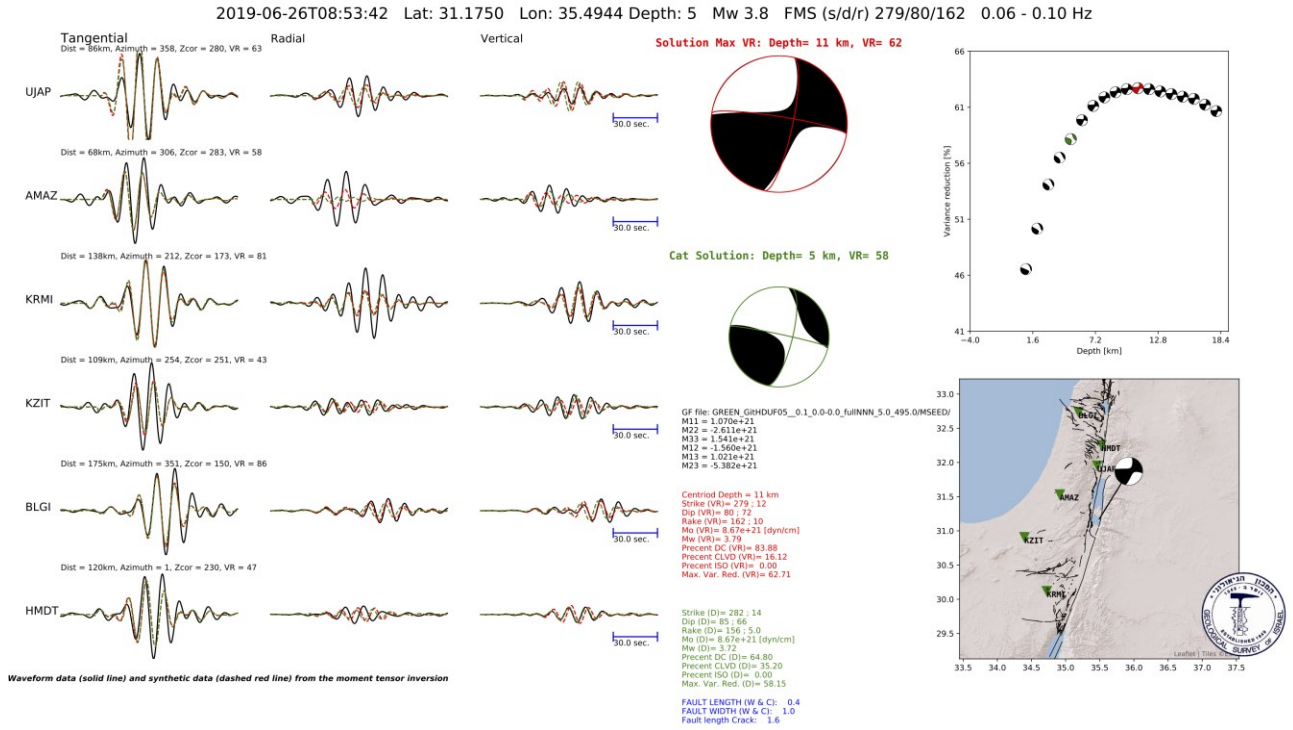 2019-06-26T08:53:42 Lat: 31.1750 Lon: 35.4944 Depth: 5 Mw 3.8 FMS (s/d/r) 279/80/162 0.06 - 0.10 Hz
Tangential Radial Vertical
Dist = 86km, Azimuth = 358, Zcor = 280, VR = 63
UJAP
30.0 sec.
Dist = 68km, Azimuth = 306, Zcor = 283, VR = 58
AMAZ
30.0 sec.
Dist = 138km, Azimuth = 212, Zcor = 173, VR = 81
KRMI
30.0 sec.
Dist = 109km, Azimuth = 254, Zcor = 251, VR = 43
KZIT
30.0 sec.
Dist = 175km, Azimuth = 351, Zcor = 150, VR = 86
BLGI
30.0 sec.
Dist = 120km, Azimuth = 1, Zcor = 230, VR = 47
HMDT
30.0 sec.
Waveform data (solid line) and synthetic data (dashed red line) from the moment tensor inversion
Solution Max VR: Depth= 11 km, VR= 62
Cat Solution: Depth= 5 km, VR= 58
GF file: GREEN_GitHDUF05__0.1_0.0-0.0_fullNNN_5.0_495.0/MSEED/
M11 = 1.070e+21
M22 = -2.611e+21
M33 = 1.541e+21
M12 = -1.560e+21
M13 = 1.021e+21
M23 = -5.382e+21
Centriod Depth = 11 km
Strike (VR)= 279 ; 12
Dip (VR)= 80 ; 72
Rake (VR)= 162 ; 10
Mo (VR)= 8.67e+21 [dyn/cm]
Mw (VR)= 3.79
Precent DC (VR)= 83.88
Precent CLVD (VR)= 16.12
Precent ISO (VR)= 0.00
Max. Var. Red. (VR)= 62.71
Strike (D)= 282 ; 14
Dip (D)= 85 ; 66
Rake (D)= 156 ; 5.0
Mo (D)= 8.67e+21 [dyn/cm]
Mw (D)= 3.72
Precent DC (D)= 64.80
Precent CLVD (D)= 35.20
Precent ISO (D)= 0.00
Max. Var. Red. (D)= 58.15
FAULT LENGTH (W & C): 0.4
FAULT WIDTH (W & C): 1.0
Fault length Crack: 1.6
Variance reduction [%]
66
61
56
51
46
41
−4.0 1.6 7.2 12.8 18.4
Depth [km]
33.0
32.5
32.0
31.5
31.0
30.5
30.0
29.5
33.5 34.0 34.5 35.0 35.5 36.0 36.5 37.0 37.5
BLGI
HMDT
UJAP
AMAZ
KZIT
KRMI
Leaflet | Tiles
המכון הגיאולוגי
GEOLOGICAL SURVEY OF ISRAEL
ESTABLISHED 1949